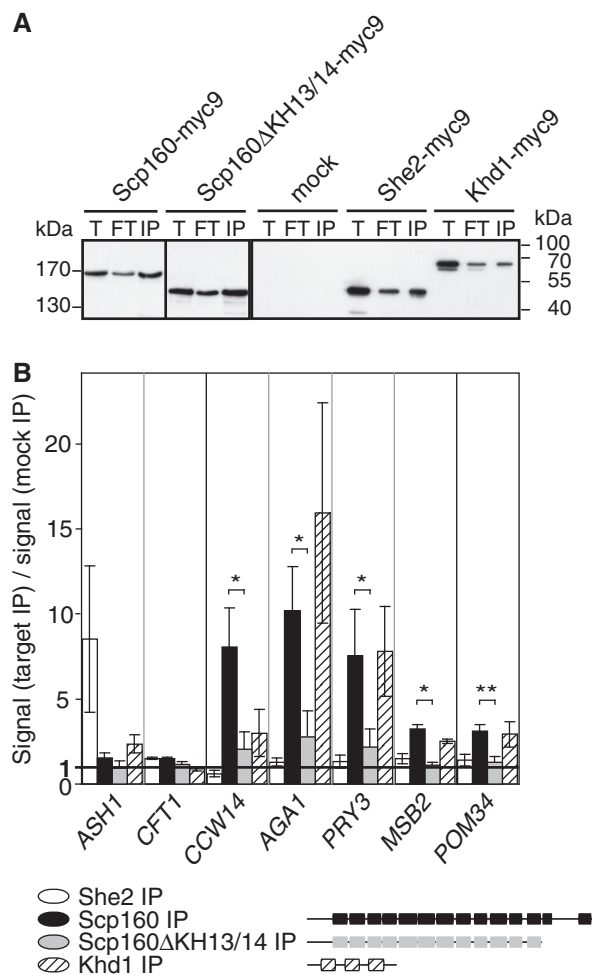 A
Scp160-myc9
Scp160ΔKH13/14-myc9
mock
She2-myc9
Khd1-myc9
kDa T FT IP T FT IP T FT IP T FT IP T FT IP kDa
170
130
100
70
55
40
B
Signal (target IP) / signal (mock IP)
20
15
10
5
1
0
*
*
*
*
**
ASH1 CFT1 CCW14 AGA1 PRY3 MSB2 POM34
She2 IP
Scp160 IP
Scp160ΔKH13/14 IP
Khd1 IP